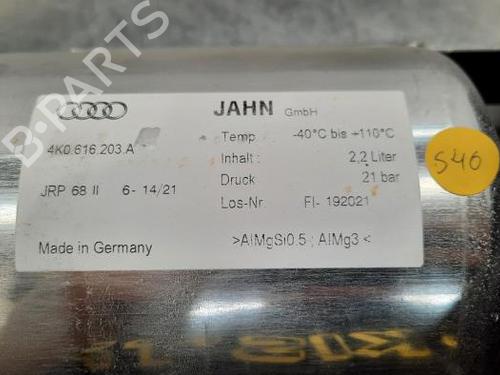 JAHN GmbH
4K0.616.203.A
Temp. -40°C bis +110°C
Inhalt : 2,2 Liter
JRP 68 II 6- 14/21
Druck 21 bar
Los-Nr. FI- 192021
Made in Germany
>AlMgSi0.5 ; AlMg3 <
S40
B-PARTS